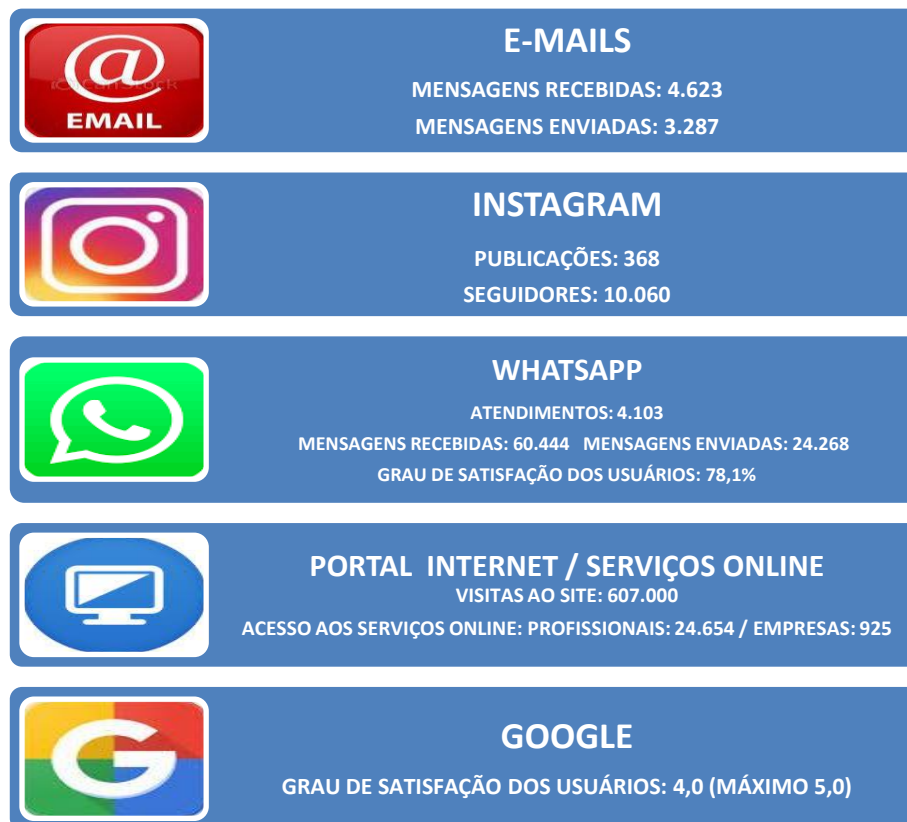 @
EMAIL
E-MAILS
MENSAGENS RECEBIDAS: 4.623
MENSAGENS ENVIADAS: 3.287
INSTAGRAM
PUBLICAÇÕES: 368
SEGUIDORES: 10.060
WHATSAPP
ATENDIMENTOS: 4.103
MENSAGENS RECEBIDAS: 60.444 MENSAGENS ENVIADAS: 24.268
GRAU DE SATISFAÇÃO DOS USUÁRIOS: 78,1%
PORTAL INTERNET / SERVIÇOS ONLINE
VISITAS AO SITE: 607.000
ACESSO AOS SERVIÇOS ONLINE: PROFISSIONAIS: 24.654 / EMPRESAS: 925
G
GOOGLE
GRAU DE SATISFAÇÃO DOS USUÁRIOS: 4,0 (MÁXIMO 5,0)